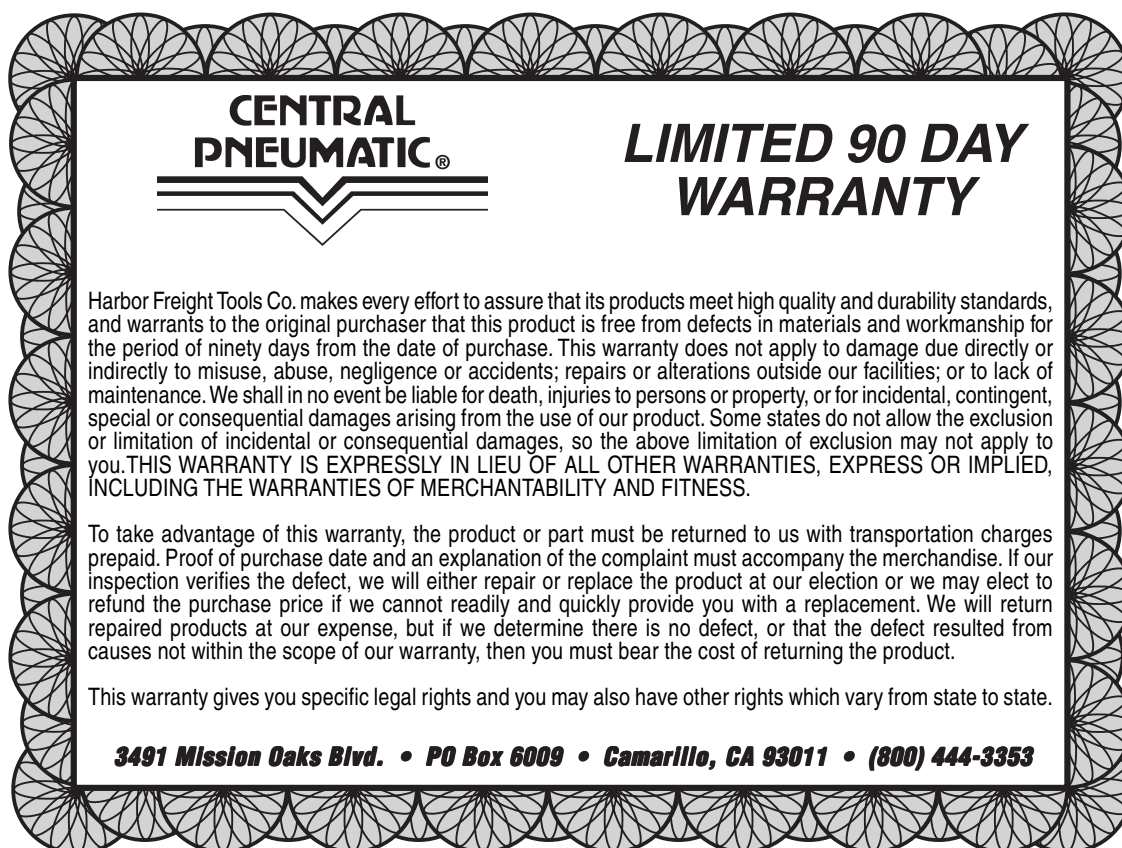 CENTRAL
PNEUMATIC®
LIMITED 90 DAY
WARRANTY
Harbor Freight Tools Co. makes every effort to assure that its products meet high quality and durability standards,
and warrants to the original purchaser that this product is free from defects in materials and workmanship for
the period of ninety days from the date of purchase. This warranty does not apply to damage due directly or
indirectly to misuse, abuse, negligence or accidents; repairs or alterations outside our facilities; or to lack of
maintenance. We shall in no event be liable for death, injuries to persons or property, or for incidental, contingent,
special or consequential damages arising from the use of our product. Some states do not allow the exclusion
or limitation of incidental or consequential damages, so the above limitation of exclusion may not apply to
you.THIS WARRANTY IS EXPRESSLY IN LIEU OF ALL OTHER WARRANTIES, EXPRESS OR IMPLIED,
INCLUDING THE WARRANTIES OF MERCHANTABILITY AND FITNESS.
To take advantage of this warranty, the product or part must be returned to us with transportation charges
prepaid. Proof of purchase date and an explanation of the complaint must accompany the merchandise. If our
inspection verifies the defect, we will either repair or replace the product at our election or we may elect to
refund the purchase price if we cannot readily and quickly provide you with a replacement. We will return
repaired products at our expense, but if we determine there is no defect, or that the defect resulted from
causes not within the scope of our warranty, then you must bear the cost of returning the product.
This warranty gives you specific legal rights and you may also have other rights which vary from state to state.
3491 Mission Oaks Blvd. • PO Box 6009 • Camarillo, CA 93011 • (800) 444-3353